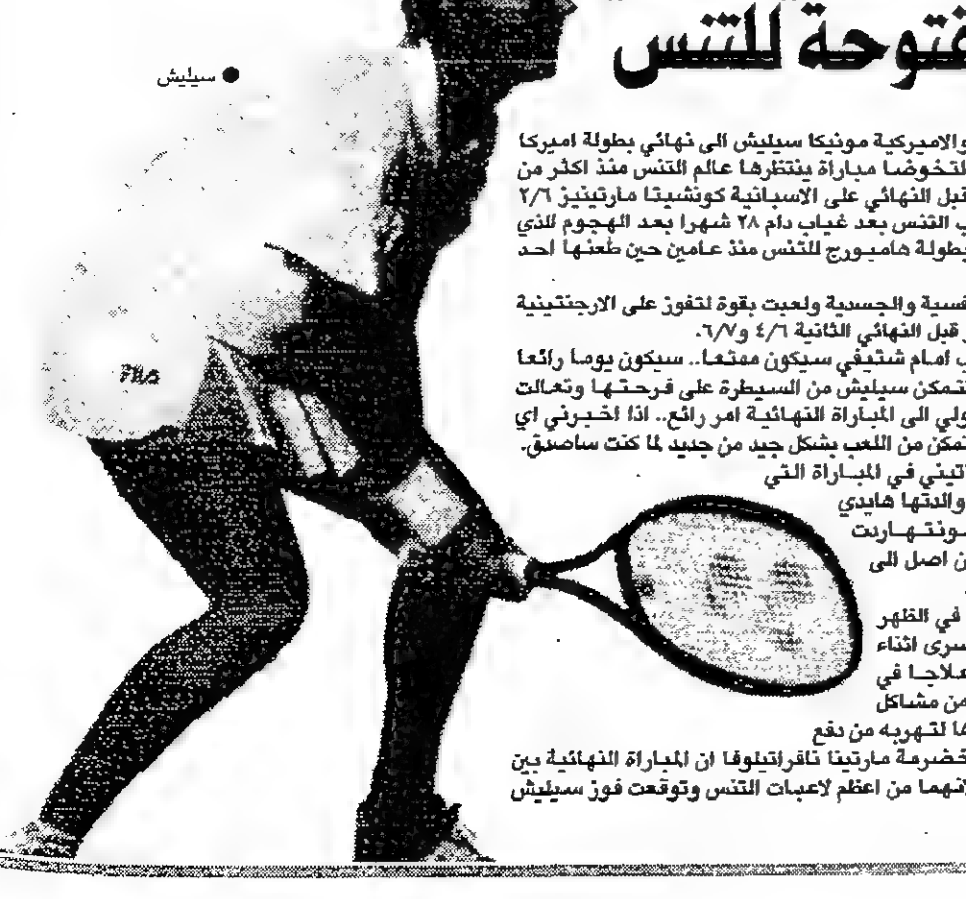 فتوحة للتنس
● سيليش
والاميركية مونيكا سيليش الى نهائي بطولة اميركا
لتخوضا مباراة ينتظرها عالم التنس منذ اكثر من
قبل النهائي على الاسبانية كونشيتا مارتينيز ٢/٦
ب التنس بعد غياب دام ٢٨ شهرا بعد الهجوم الذي
بطولة هامبورج للتنس منذ عامين حين طعنها احد
فسية والجسدية ولعبت بقوة لتفوز على الارجنتينية
قبل النهائي الثانية ٤/٦ و٦/٧.
امام شتيفي سيكون ممتعا.. سيكون يوما رائعا
تتمكن سيليش من السيطرة على فرحتها وتعالت
ولي الى المباراة النهائية امر رائع.. اذا اخبرني اي
تمكن من اللعب بشكل جيد من جديد لما كنت ساصدق.
اتيني في المباراة التي
والدتها هايدي
ـونتـهـاردت
ن اصل الى
في الظهر
سرى اثناء
علاجا في
من مشاكل
ها لتهربه من دفع
خضرمة مارتينا نافراتيلوفا ان المباراة النهائية بين
لانهما من اعظم لاعبات التنس وتوقعت فوز سيليش
FILA